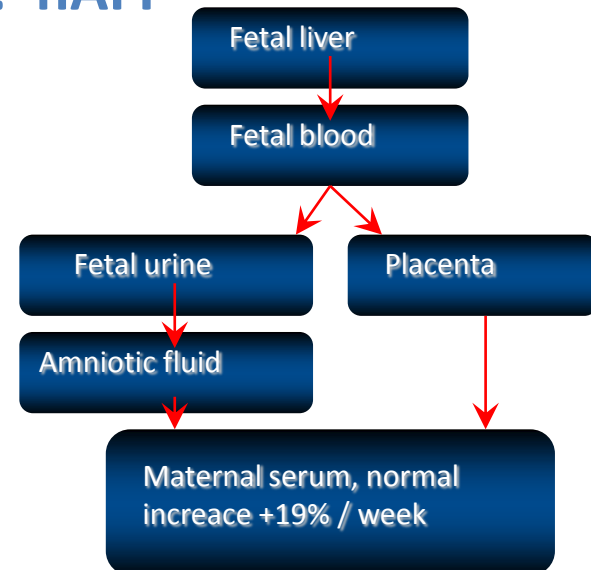 Fetal liver
Fetal blood
Fetal urine
Placenta
Amniotic fluid
Maternal serum, normal
increace +19% / week